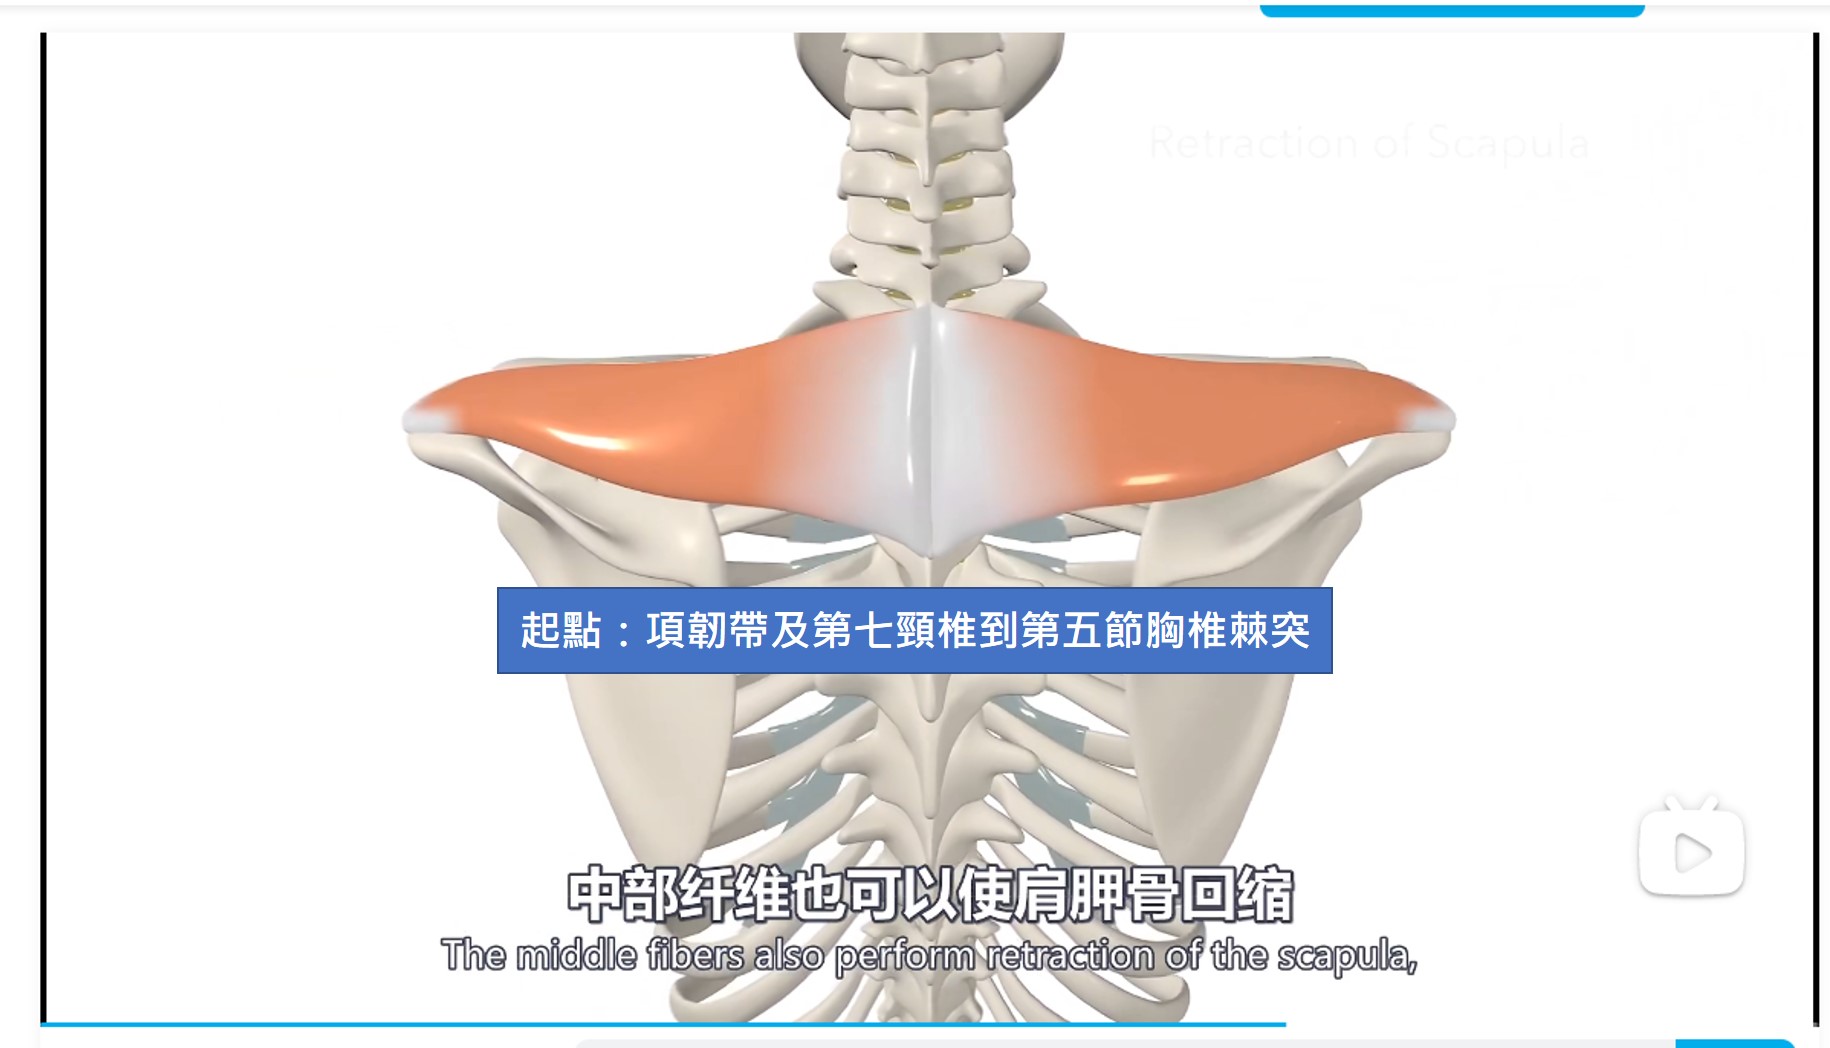 Retraction of Scapula
起點：項韌帶及第七頸椎到第五節胸椎棘突
中部纤维也可以使肩胛骨回缩
The middle fibers also perform retraction of the scapula,